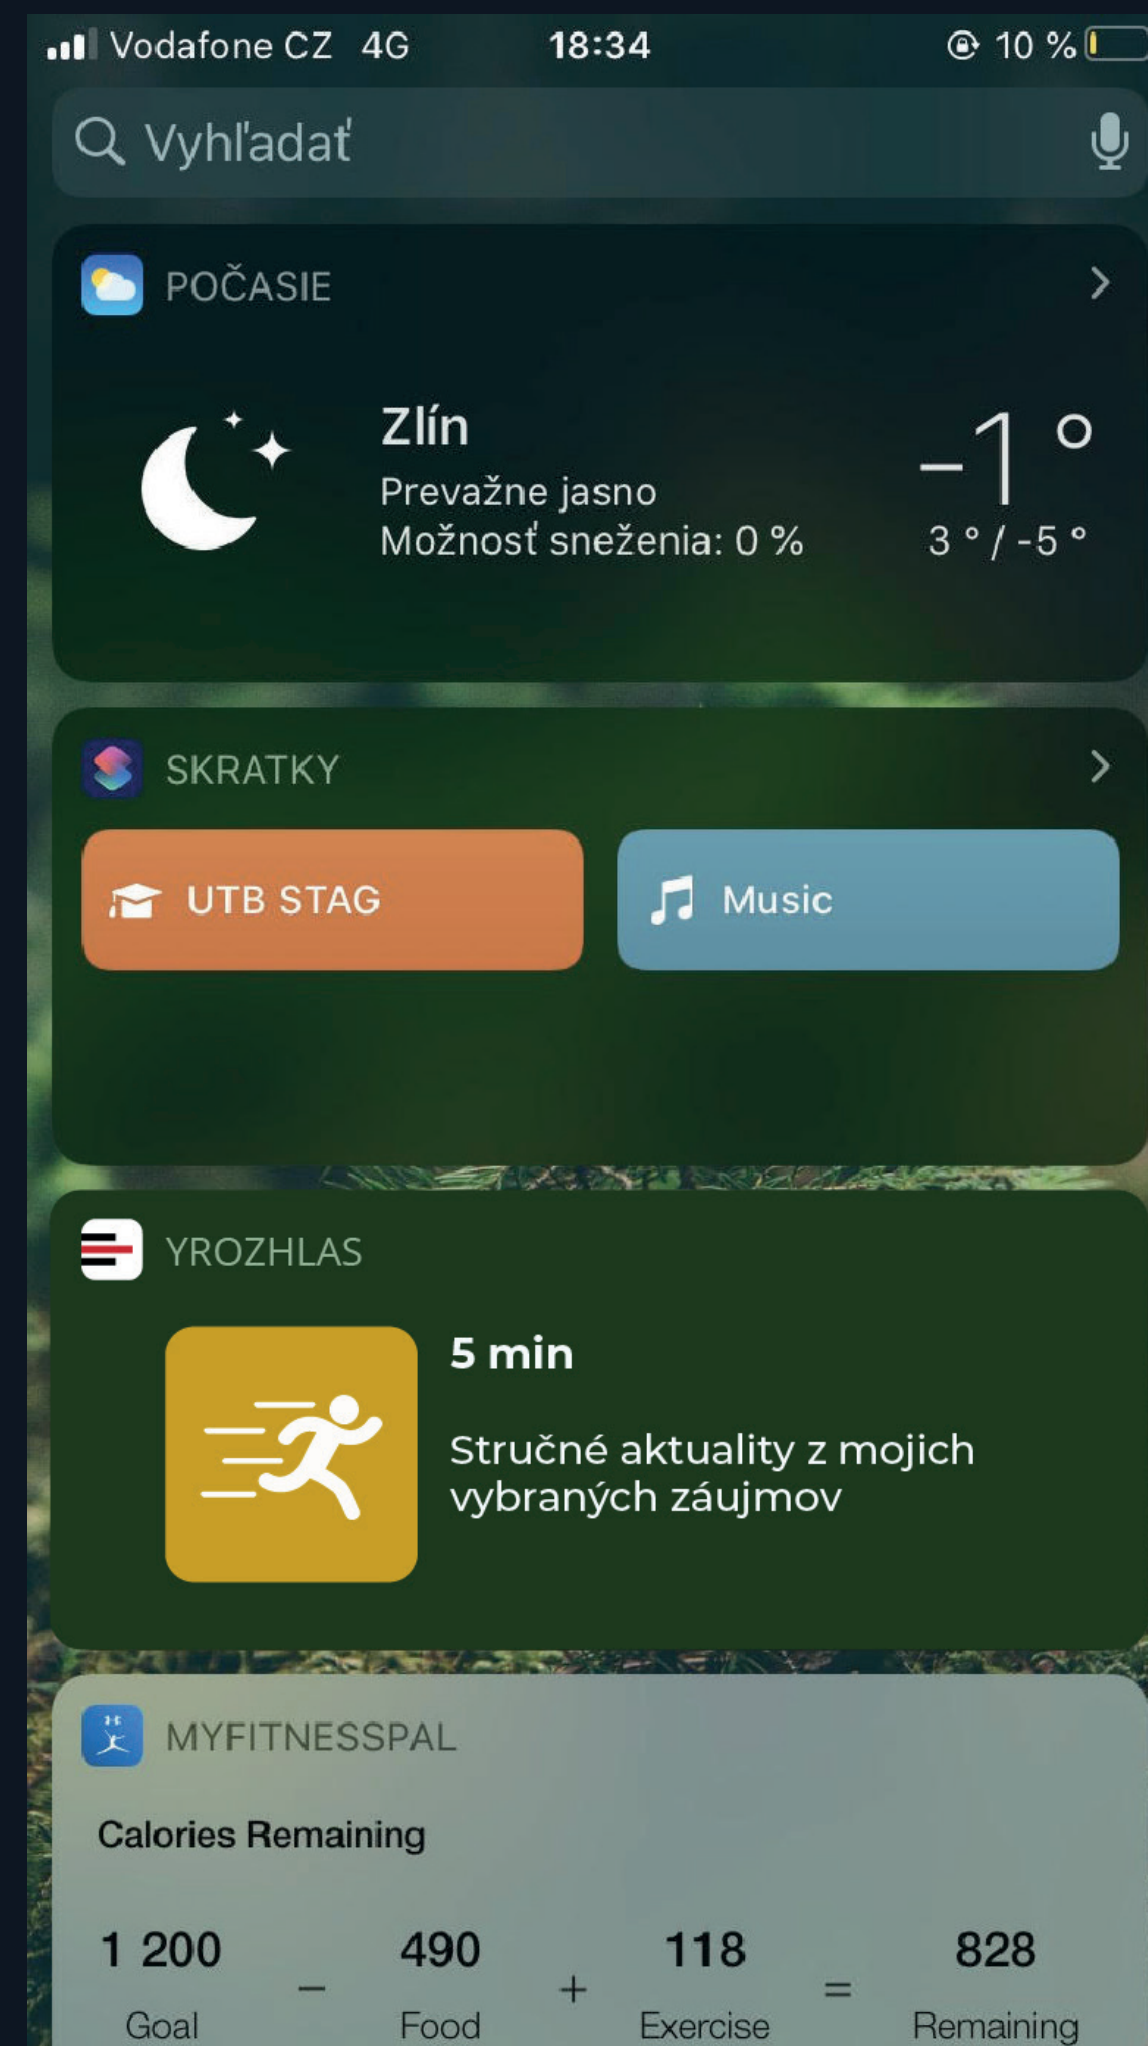 Vodafone CZ 4G 18:34 10 %
Vyhľadať
POČASIE
Zlín
Prevažne jasno
Možnosť sneženia: 0 %
-1°
3 ° / -5 °
SKRATKY
UTB STAG
Music
YROZHLAS
5 min
Stručné aktuality z mojich
vybraných záujmov
MYFITNESSPAL
Calories Remaining
1 200 – 490 + 118 = 828
Goal Food Exercise Remaining